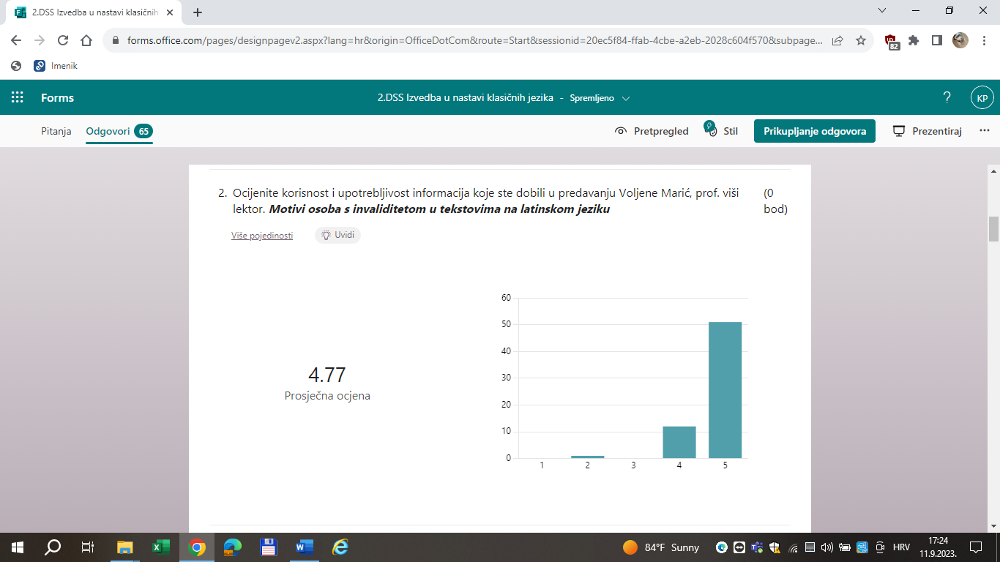 2.DSS Izvedba u nastavi klasičnih
forms.office.com/pages/designpagev2.aspx?lang=hr&origin=OfficeDotCom&route=Start&sessionid=20ec5f84-ffab-4cbe-a2eb-2028c604f570&subpage...
82
Imenik
Forms
2.DSS Izvedba u nastavi klasičnih jezika - Spremljeno
?
KP
Pitanja
Odgovori 65
Pretpregled
Stil
Prikupljanje odgovora
Prezentiraj
2. Ocijenite korisnost i upotrebljivost informacija koje ste dobili u predavanju Voljene Marić, prof. viši (0
lektor. Motivi osoba s invaliditetom u tekstovima na latinskom jeziku bod)
Više pojedinosti
Uvidi
4.77
Prosječna ocjena
60
50
40
30
20
10
0
1 2 3 4 5
84°F Sunny
HRV
17:24
11.9.2023.